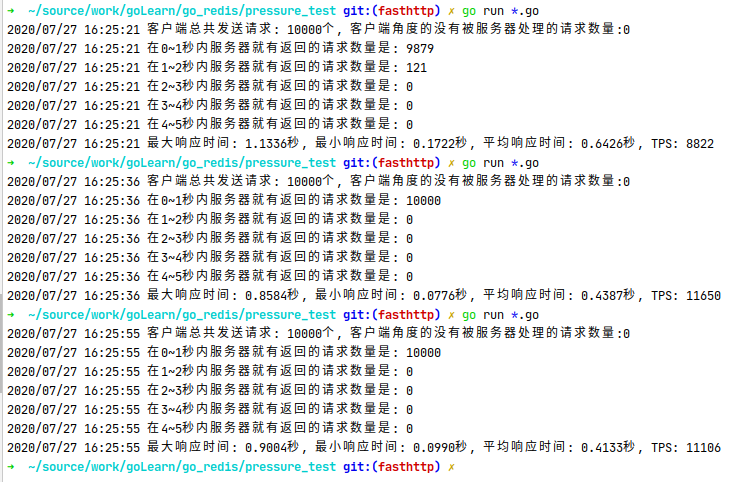 ➜  ~/source/work/goLearn/go_redis/pressure_test git:(fasthttp) ✗ go run *.go
2020/07/27 16:25:21 客户端总共发送请求: 10000个, 客户端角度的没有被服务器处理的请求数量:0
2020/07/27 16:25:21 在0~1秒内服务器就有返回的请求数量是: 9879
2020/07/27 16:25:21 在1~2秒内服务器就有返回的请求数量是: 121
2020/07/27 16:25:21 在2~3秒内服务器就有返回的请求数量是: 0
2020/07/27 16:25:21 在3~4秒内服务器就有返回的请求数量是: 0
2020/07/27 16:25:21 在4~5秒内服务器就有返回的请求数量是: 0
2020/07/27 16:25:21 最大响应时间: 1.1336秒, 最小响应时间: 0.1722秒, 平均响应时间: 0.6426秒, TPS: 8822
➜  ~/source/work/goLearn/go_redis/pressure_test git:(fasthttp) ✗ go run *.go
2020/07/27 16:25:36 客户端总共发送请求: 10000个, 客户端角度的没有被服务器处理的请求数量:0
2020/07/27 16:25:36 在0~1秒内服务器就有返回的请求数量是: 10000
2020/07/27 16:25:36 在1~2秒内服务器就有返回的请求数量是: 0
2020/07/27 16:25:36 在2~3秒内服务器就有返回的请求数量是: 0
2020/07/27 16:25:36 在3~4秒内服务器就有返回的请求数量是: 0
2020/07/27 16:25:36 在4~5秒内服务器就有返回的请求数量是: 0
2020/07/27 16:25:36 最大响应时间: 0.8584秒, 最小响应时间: 0.0776秒, 平均响应时间: 0.4387秒, TPS: 11650
➜  ~/source/work/goLearn/go_redis/pressure_test git:(fasthttp) ✗ go run *.go
2020/07/27 16:25:55 客户端总共发送请求: 10000个, 客户端角度的没有被服务器处理的请求数量:0
2020/07/27 16:25:55 在0~1秒内服务器就有返回的请求数量是: 10000
2020/07/27 16:25:55 在1~2秒内服务器就有返回的请求数量是: 0
2020/07/27 16:25:55 在2~3秒内服务器就有返回的请求数量是: 0
2020/07/27 16:25:55 在3~4秒内服务器就有返回的请求数量是: 0
2020/07/27 16:25:55 在4~5秒内服务器就有返回的请求数量是: 0
2020/07/27 16:25:55 最大响应时间: 0.9004秒, 最小响应时间: 0.0990秒, 平均响应时间: 0.4133秒, TPS: 11106
➜  ~/source/work/goLearn/go_redis/pressure_test git:(fasthttp) ✗